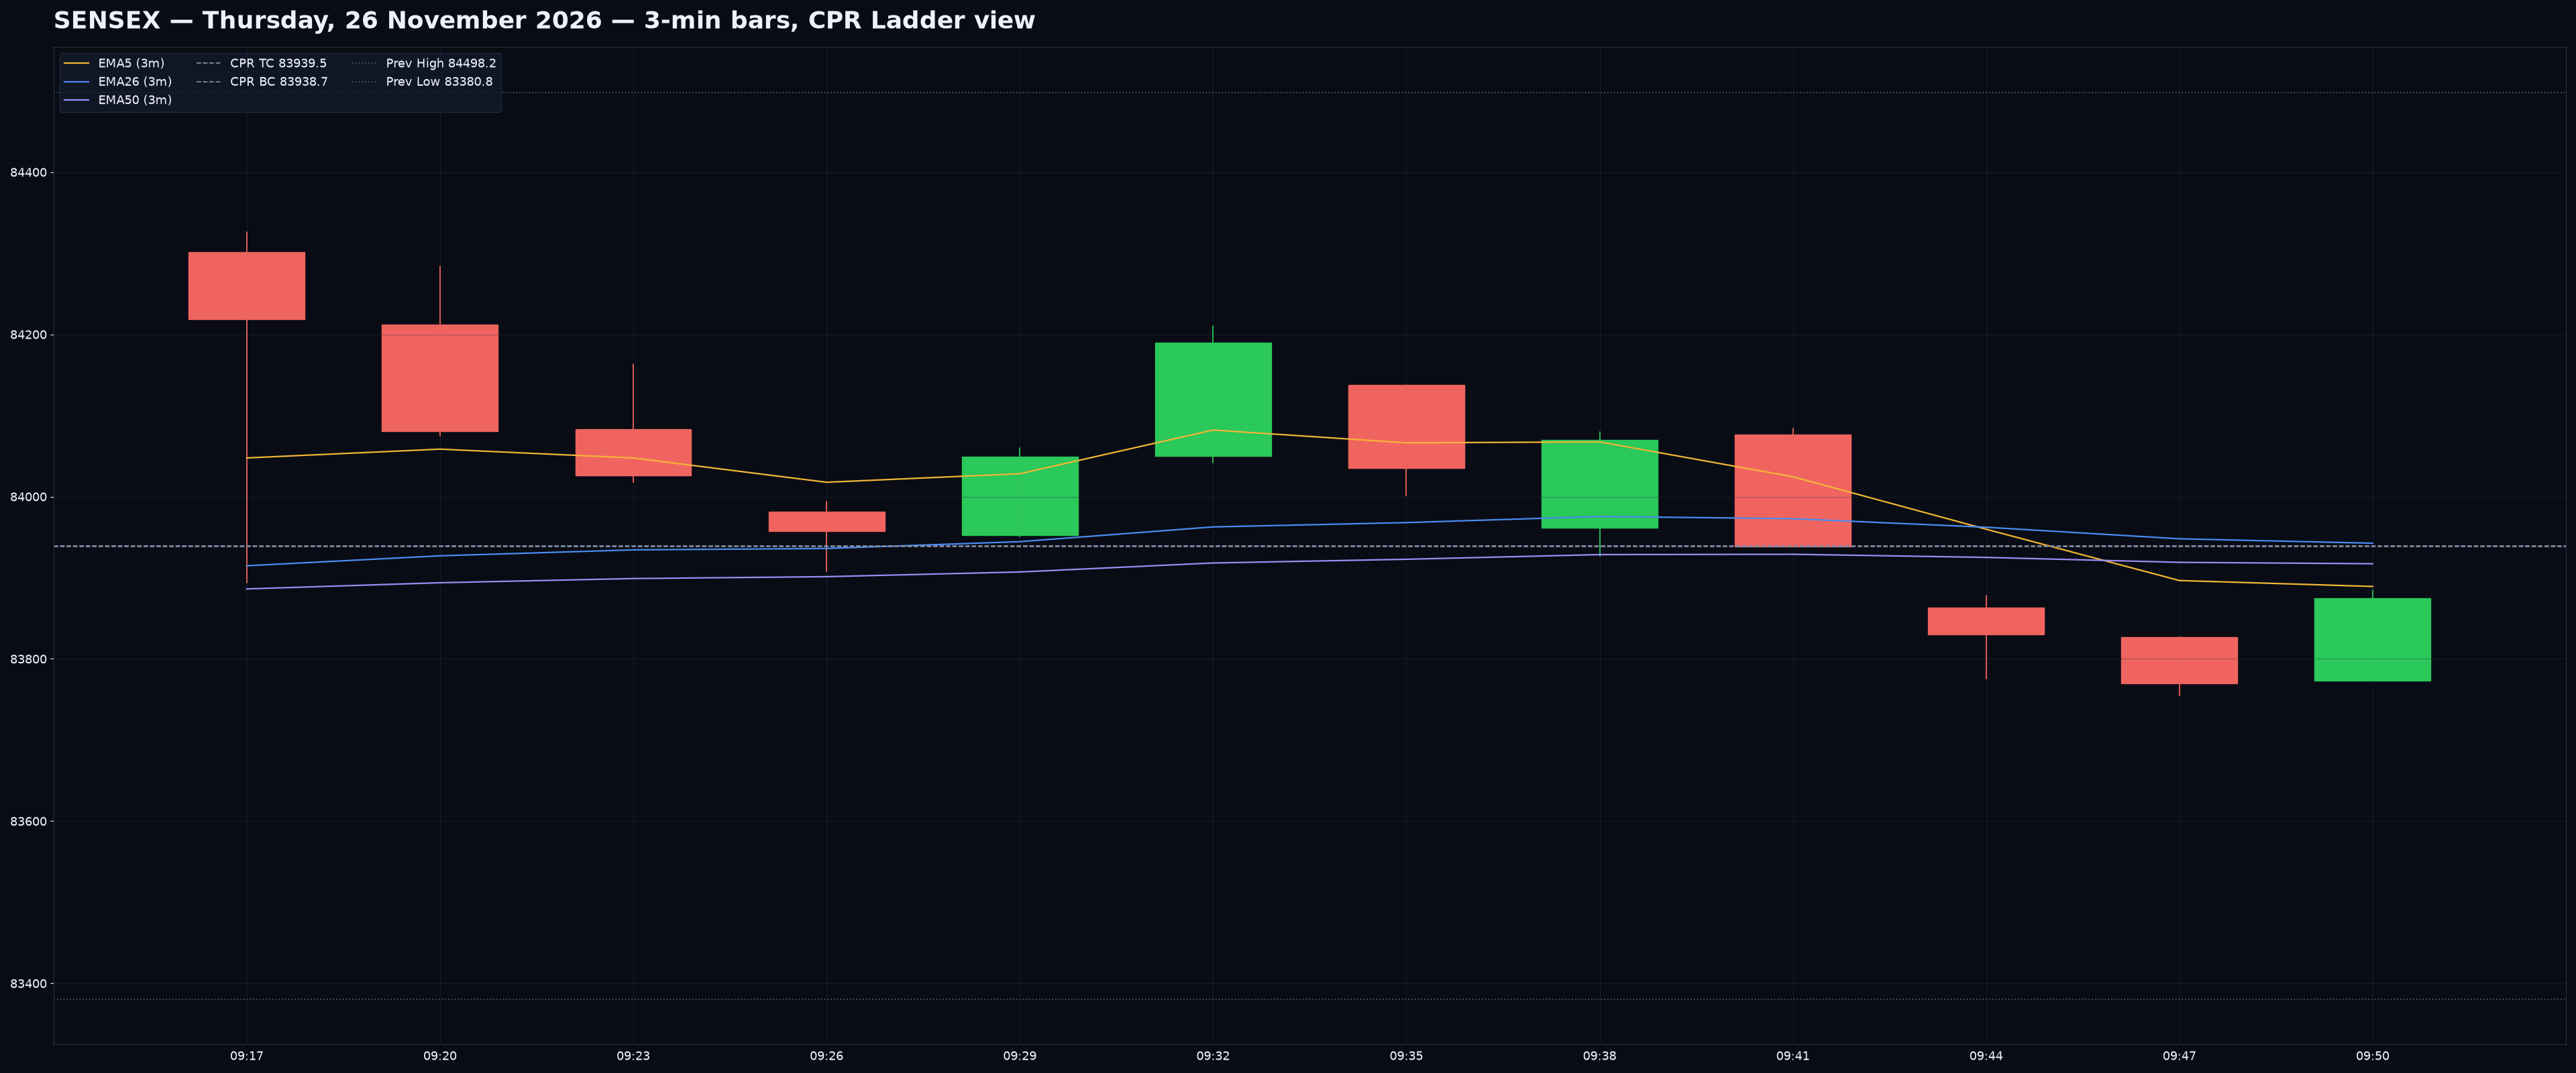 SENSEX — Thursday, 26 November 2026 — 3-min bars, CPR Ladder view
EMA5 (3m)
EMA26 (3m)
EMA50 (3m)
CPR TC 83939.5
CPR BC 83938.7
Prev High 84498.2
Prev Low 83380.8
84400
84200
84000
83800
83600
83400
09:17 09:20 09:23 09:26 09:29 09:32 09:35 09:38 09:41 09:44 09:47 09:50